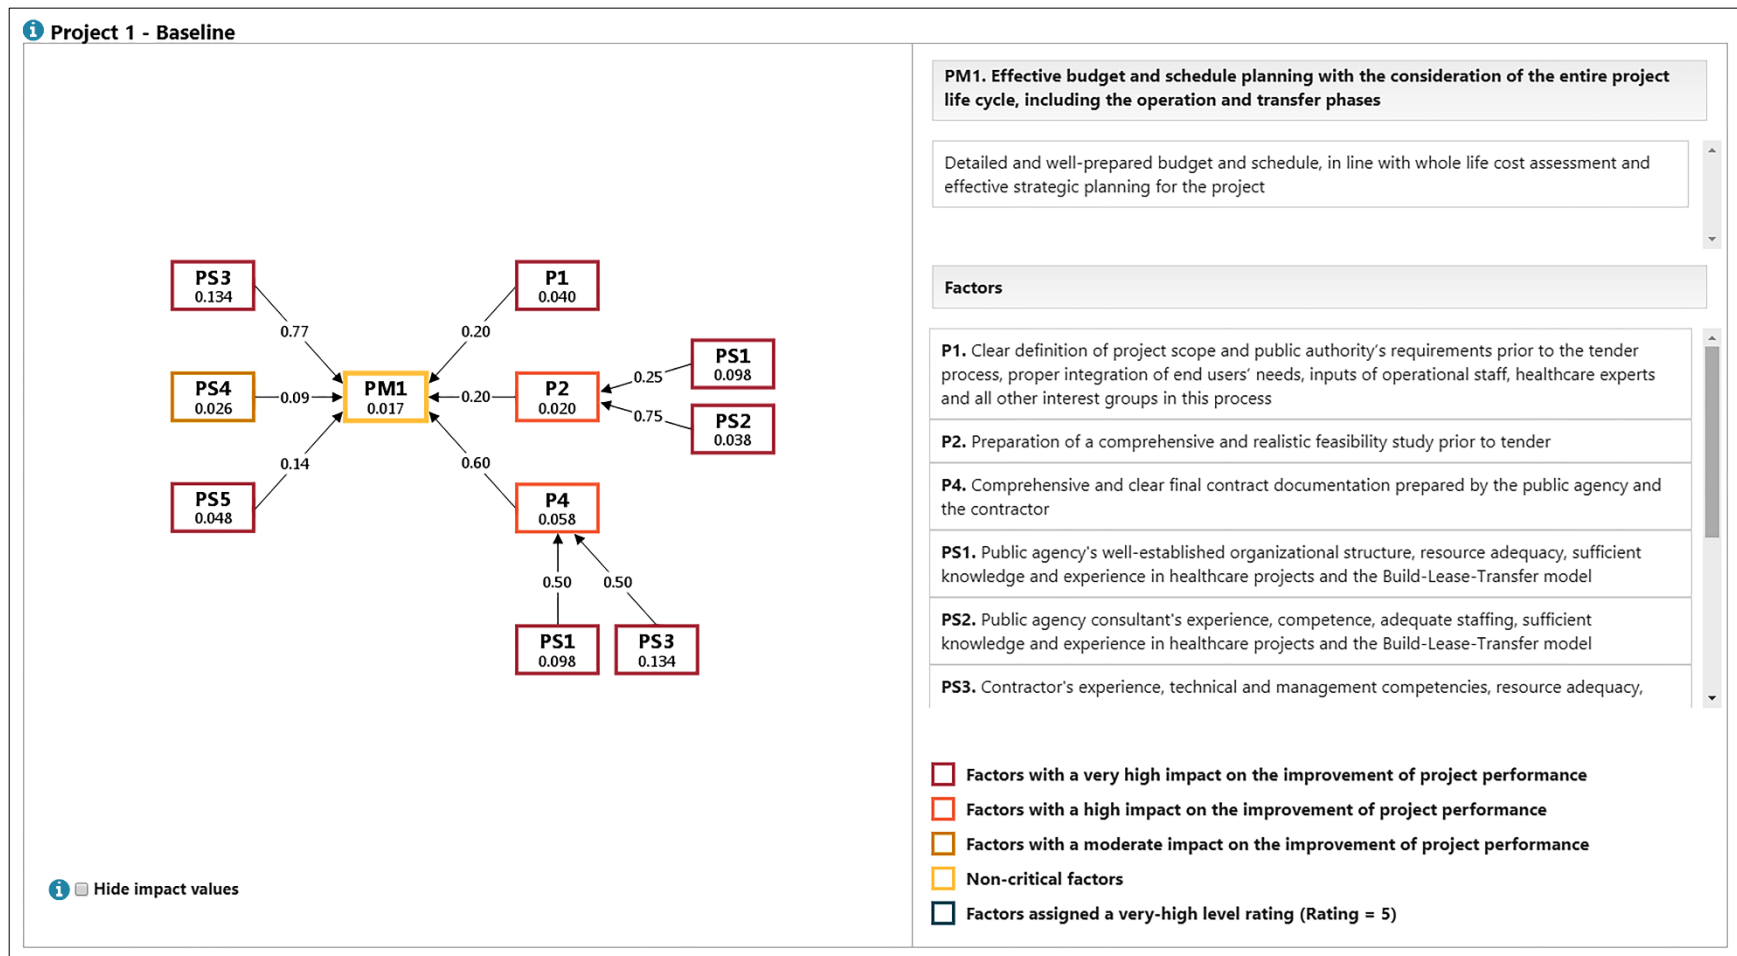 Project 1 - Baseline
PS3
0.134
P1
0.040
0.77
0.20
PS1
0.098
0.25
PS4
0.026
0.09
PM1
0.017
0.20
P2
0.020
0.75
PS2
0.038
0.14
0.60
PS5
0.048
P4
0.058
0.50
0.50
PS1
0.098
PS3
0.134
Hide impact values
PM1. Effective budget and schedule planning with the consideration of the entire project
life cycle, including the operation and transfer phases
Detailed and well-prepared budget and schedule, in line with whole life cost assessment and
effective strategic planning for the project
Factors
P1. Clear definition of project scope and public authority's requirements prior to the tender
process, proper integration of end users' needs, inputs of operational staff, healthcare experts
and all other interest groups in this process
P2. Preparation of a comprehensive and realistic feasibility study prior to tender
P4. Comprehensive and clear final contract documentation prepared by the public agency and
the contractor
PS1. Public agency's well-established organizational structure, resource adequacy, sufficient
knowledge and experience in healthcare projects and the Build-Lease-Transfer model
PS2. Public agency consultant's experience, competence, adequate staffing, sufficient
knowledge and experience in healthcare projects and the Build-Lease-Transfer model
PS3. Contractor's experience, technical and management competencies, resource adequacy,
Factors with a very high impact on the improvement of project performance
Factors with a high impact on the improvement of project performance
Factors with a moderate impact on the improvement of project performance
Non-critical factors
Factors assigned a very-high level rating (Rating = 5)